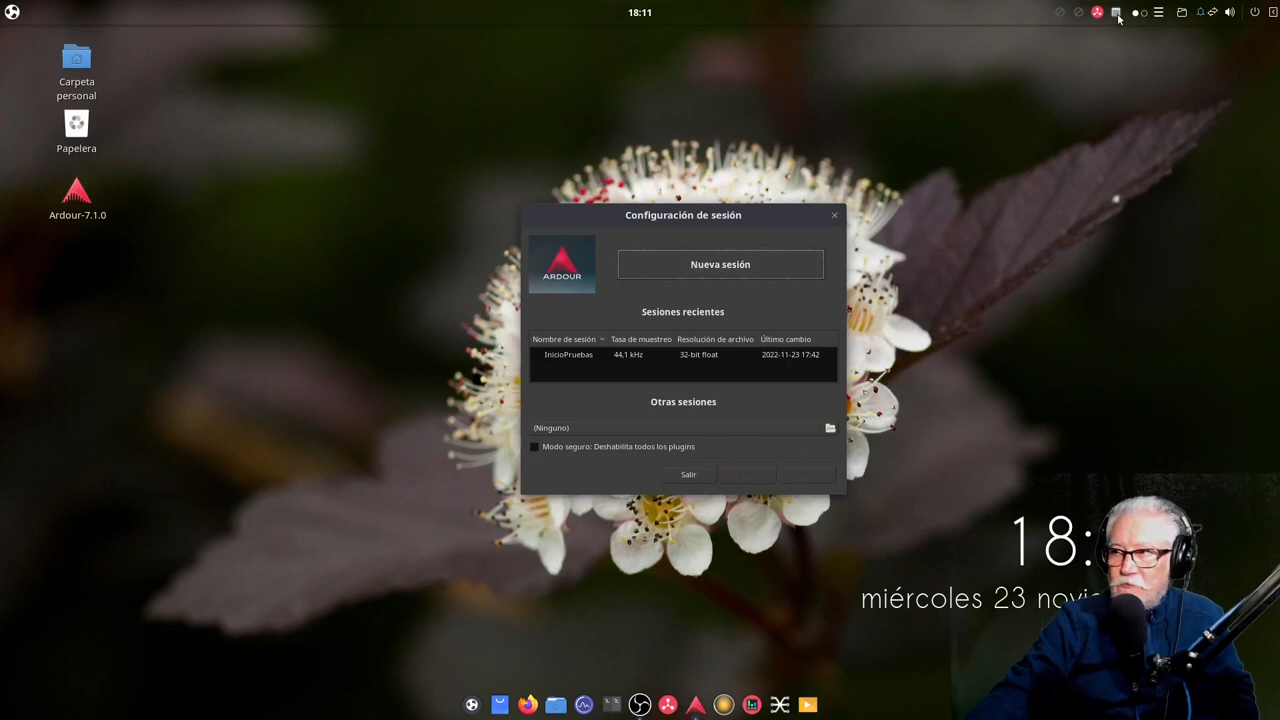 18:11
Carpeta
personal
Papelera
Ardour-7.1.0
Configuración de sesión
ARDOUR
Nueva sesión
Sesiones recientes
Nombre de sesión Tasa de muestreo Resolución de archivo Último cambio
InicioPruebas 44,1 kHz 32-bit float 2022-11-23 17:42
Otras sesiones
(Ninguno)
Modo seguro: Deshabilita todos los plugins
Salir
18:
miércoles 23 novie